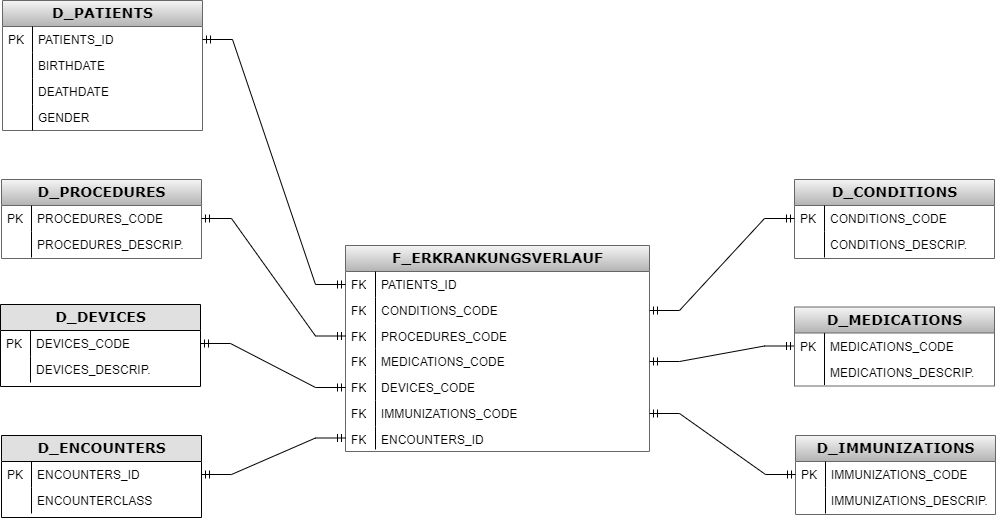 D_PATIENTS
PK PATIENTS_ID
BIRTHDATE
DEATHDATE
GENDER
D_PROCEDURES
PK PROCEDURES_CODE
PROCEDURES_DESCRIP.
D_DEVICES
PK DEVICES_CODE
DEVICES_DESCRIP.
D_ENCOUNTERS
PK ENCOUNTERS_ID
ENCOUNTERCLASS
F_ERKRANKUNGSVERLAUF
FK PATIENTS_ID
FK CONDITIONS_CODE
FK PROCEDURES_CODE
FK MEDICATIONS_CODE
FK DEVICES_CODE
FK IMMUNIZATIONS_CODE
FK ENCOUNTERS_ID
D_CONDITIONS
PK CONDITIONS_CODE
CONDITIONS_DESCRIP.
D_MEDICATIONS
PK MEDICATIONS_CODE
MEDICATIONS_DESCRIP.
D_IMMUNIZATIONS
PK IMMUNIZATIONS_CODE
IMMUNIZATIONS_DESCRIP.